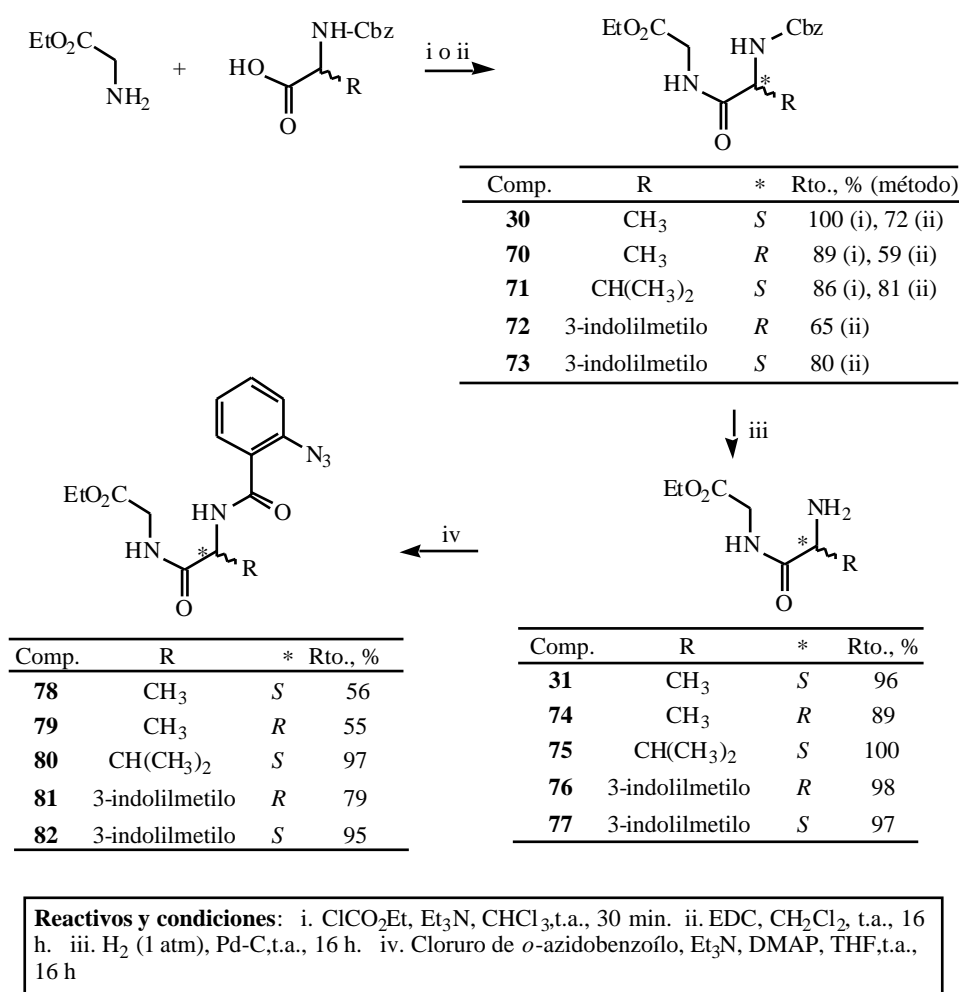 EtO₂C
NH₂
+
HO
O
NH-Cbz
R
i o ii
EtO₂C
HN
O
HN
Cbz
*
R
Comp. R * Rto., % (método)
30 CH₃ S 100 (i), 72 (ii)
70 CH₃ R 89 (i), 59 (ii)
71 CH(CH₃)₂ S 86 (i), 81 (ii)
72 3-indolilmetilo R 65 (ii)
73 3-indolilmetilo S 80 (ii)
iii
EtO₂C
HN
O
NH₂
*
R
Comp. R * Rto., %
31 CH₃ S 96
74 CH₃ R 89
75 CH(CH₃)₂ S 100
76 3-indolilmetilo R 98
77 3-indolilmetilo S 97
iv
N₃
O
EtO₂C
HN
HN
*
R
O
Comp. R * Rto., %
78 CH₃ S 56
79 CH₃ R 55
80 CH(CH₃)₂ S 97
81 3-indolilmetilo R 79
82 3-indolilmetilo S 95
Reactivos y condiciones: i. ClCO₂Et, Et₃N, CHCl₃,t.a., 30 min. ii. EDC, CH₂Cl₂, t.a., 16
h. iii. H₂ (1 atm), Pd-C,t.a., 16 h. iv. Cloruro de o-azidobenzoílo, Et₃N, DMAP, THF,t.a.,
16 h